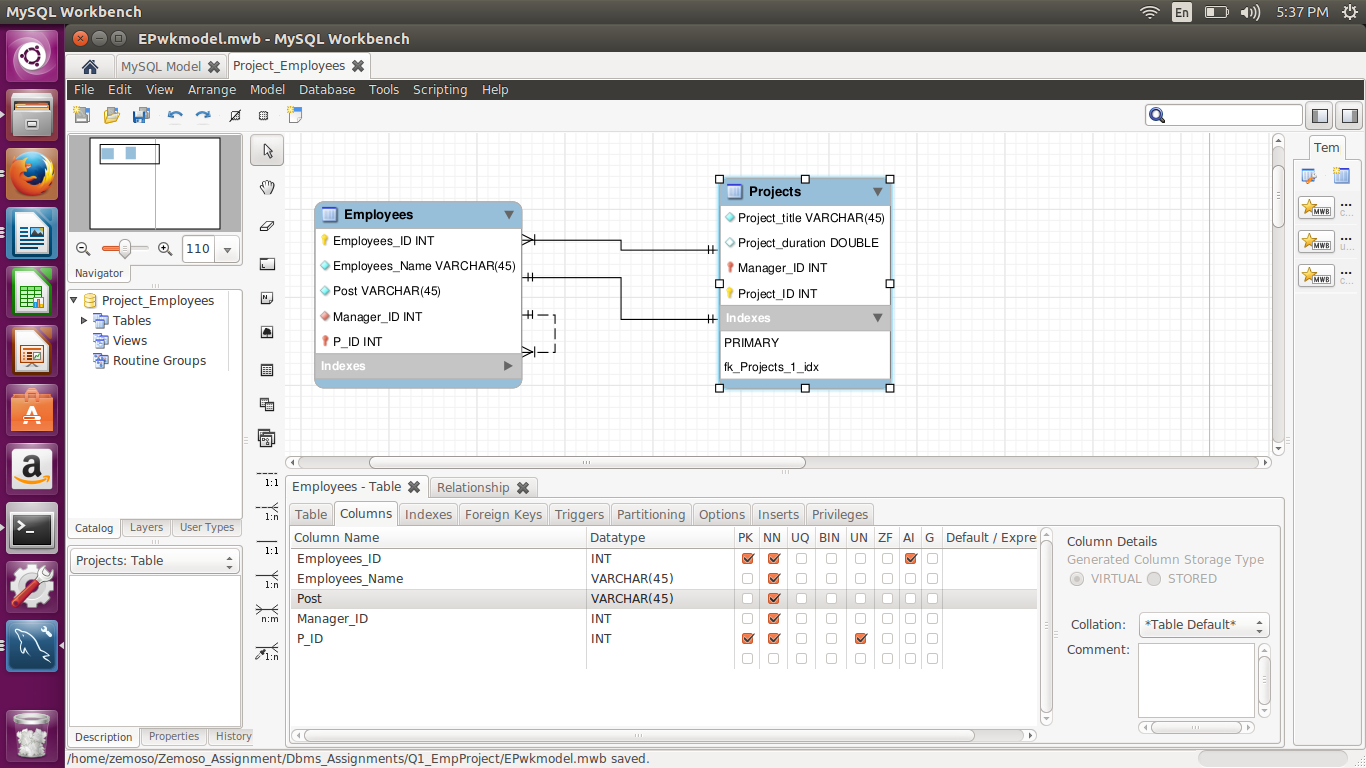 MySQL Workbench
En
5:37 PM
EPwkmodel.mwb - MySQL Workbench
MySQL Model
Project_Employees
File Edit View Arrange Model Database Tools Scripting Help
110
Navigator
Project_Employees
Tables
Views
Routine Groups
Catalog Layers User Types
Projects: Table
Description Properties History
1:1
1:n
1:1
1:n
n:m
1:n
Employees
Employees_ID INT
Employees_Name VARCHAR(45)
Post VARCHAR(45)
Manager_ID INT
P_ID INT
Indexes
Projects
Project_title VARCHAR(45)
Project_duration DOUBLE
Manager_ID INT
Project_ID INT
Indexes
PRIMARY
fk_Projects_1_idx
Tem
MWB ...
c...
MWB ...
u...
MWB ...
c...
Employees - Table
Relationship
Table Columns Indexes Foreign Keys Triggers Partitioning Options Inserts Privileges
Column Name Datatype PK NN UQ BIN UN ZF AI G Default / Expre
Employees_ID INT
Employees_Name VARCHAR(45)
Post VARCHAR(45)
Manager_ID INT
P_ID INT
Column Details
Generated Column Storage Type
VIRTUAL STORED
Collation: *Table Default*
Comment:
/home/zemoso/Zemoso_Assignment/Dbms_Assignments/Q1_EmpProject/EPwkmodel.mwb saved.